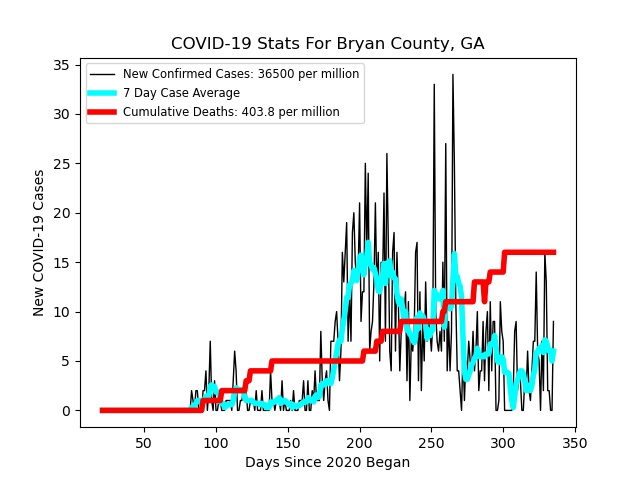 COVID-19 Stats For Bryan County, GA
New Confirmed Cases: 36500 per million
7 Day Case Average
Cumulative Deaths: 403.8 per million
New COVID-19 Cases
35
30
25
20
15
10
5
0
50
100
150
200
250
300
350
Days Since 2020 Began